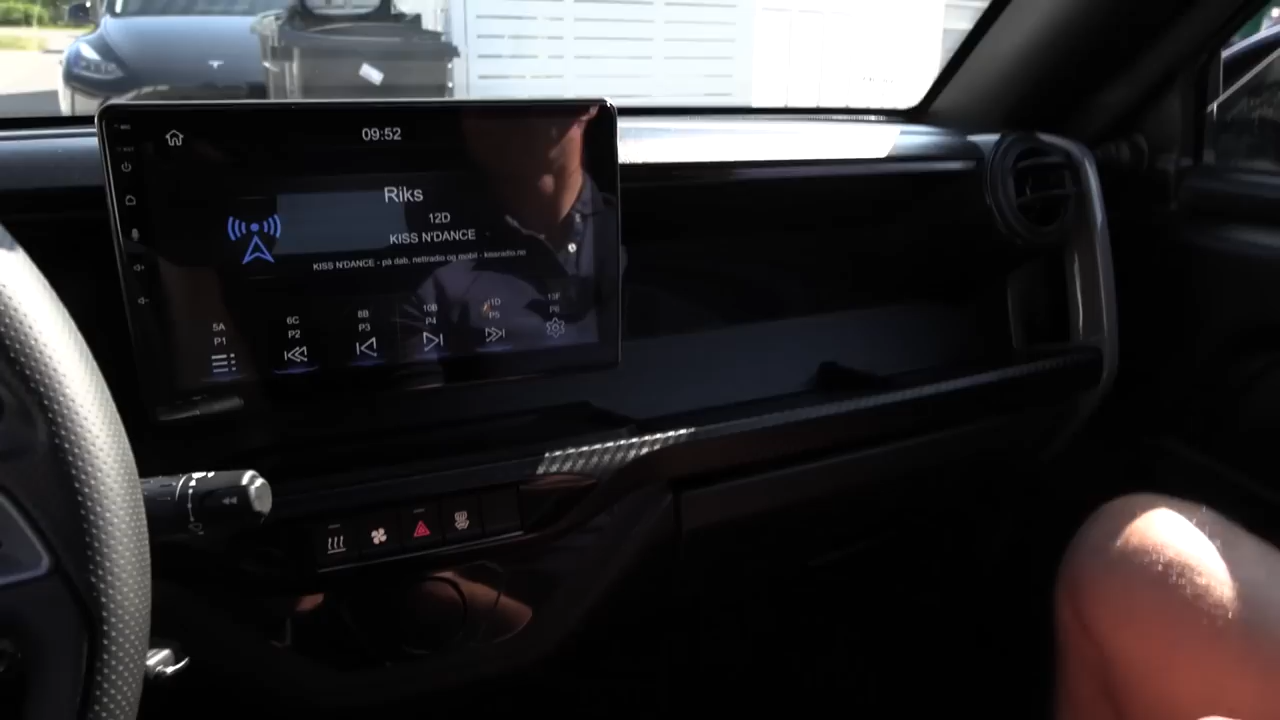 09:52
Riks
12D
KISS N'DANCE
KISS N'DANCE - på dab, nettradio og mobil - kissradio.no
5A 6C 8B 10B 11D 13F
P1 P2 P3 P4 P5 P6